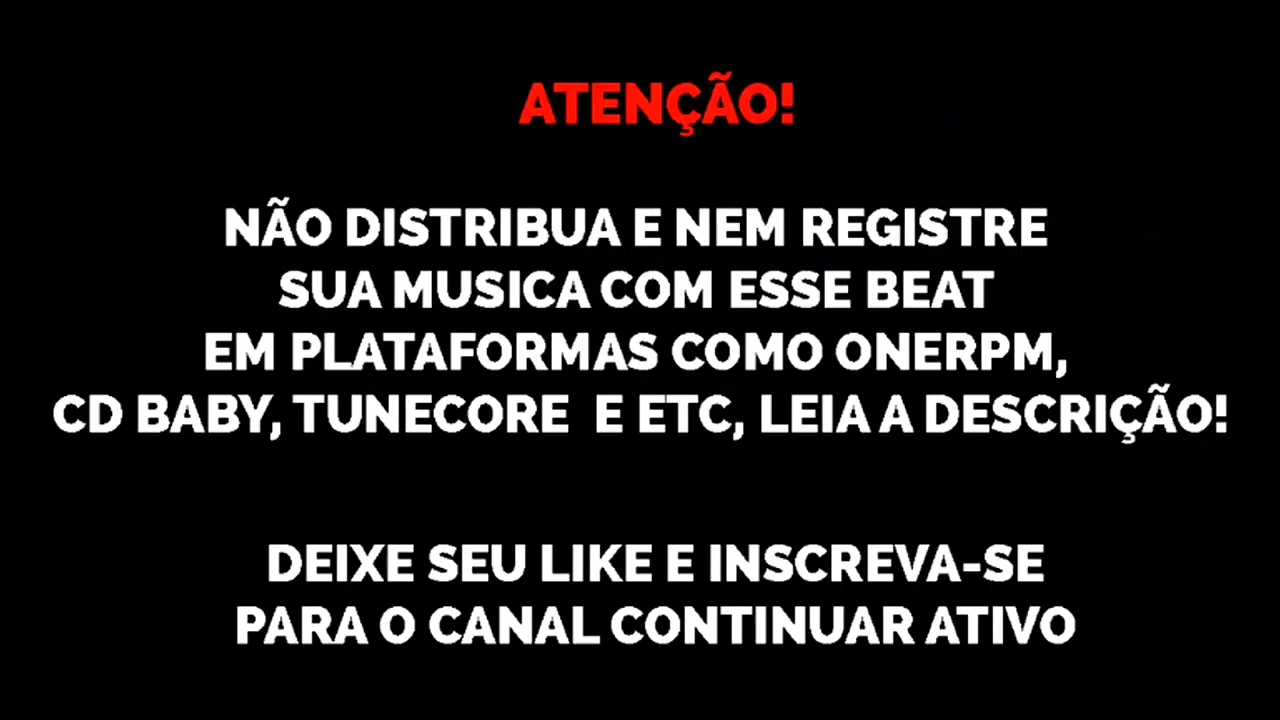 ATENÇÃO!
NÃO DISTRIBUA E NEM REGISTRE
SUA MUSICA COM ESSE BEAT
EM PLATAFORMAS COMO ONERPM,
CD BABY, TUNECORE E ETC, LEIA A DESCRIÇÃO!
DEIXE SEU LIKE E INSCREVA-SE
PARA O CANAL CONTINUAR ATIVO